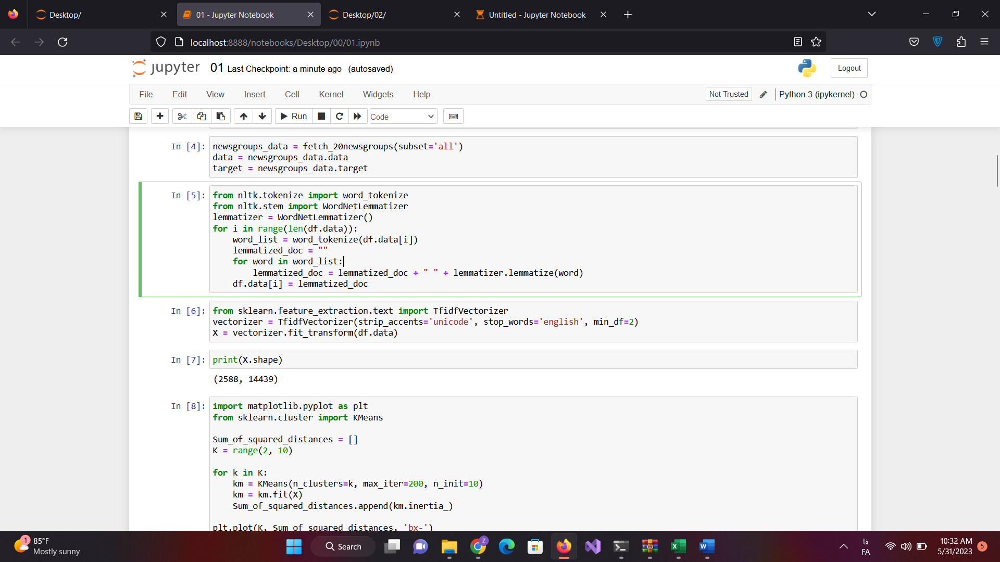 Desktop/
01 - Jupyter Notebook
Desktop/02/
Untitled - Jupyter Notebook
localhost:8888/notebooks/Desktop/00/01.ipynb
jupyter 01 Last Checkpoint: a minute ago (autosaved)
Logout
File Edit View Insert Cell Kernel Widgets Help
Not Trusted
Python 3 (ipykernel)
Run
Code
In [4]: newsgroups_data = fetch_20newsgroups(subset='all')
data = newsgroups_data.data
target = newsgroups_data.target
In [5]: from nltk.tokenize import word_tokenize
from nltk.stem import WordNetLemmatizer
lemmatizer = WordNetLemmatizer()
for i in range(len(df.data)):
    word_list = word_tokenize(df.data[i])
    lemmatized_doc = ""
    for word in word_list:
        lemmatized_doc = lemmatized_doc + " " + lemmatizer.lemmatize(word)
    df.data[i] = lemmatized_doc
In [6]: from sklearn.feature_extraction.text import TfidfVectorizer
vectorizer = TfidfVectorizer(strip_accents='unicode', stop_words='english', min_df=2)
X = vectorizer.fit_transform(df.data)
In [7]: print(X.shape)
(2588, 14439)
In [8]: import matplotlib.pyplot as plt
from sklearn.cluster import KMeans
Sum_of_squared_distances = []
K = range(2, 10)
for k in K:
    km = KMeans(n_clusters=k, max_iter=200, n_init=10)
    km = km.fit(X)
    Sum_of_squared_distances.append(km.inertia_)
plt.plot(K, Sum_of_squared_distances, 'bx-')
1
85°F
Mostly sunny
Search
Z
فا
FA
10:32 AM
5/31/2023
5